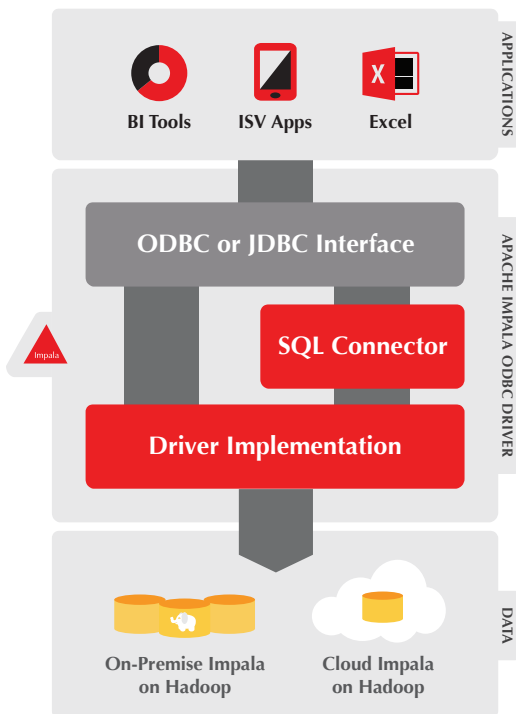 APPLICATIONS
BI Tools
ISV Apps
X
Excel
ODBC or JDBC Interface
APACHE IMPALA ODBC DRIVER
SQL Connector
Impala
Driver Implementation
DATA
On-Premise Impala
on Hadoop
Cloud Impala
on Hadoop